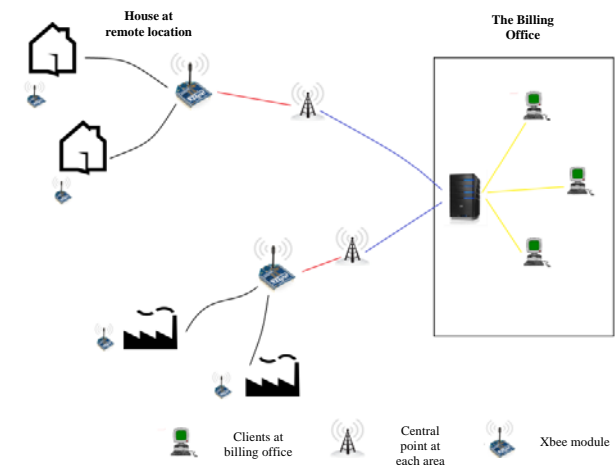 House at
remote location
The Billing
Office
Clients at
billing office
Central
point at
each area
Xbee module